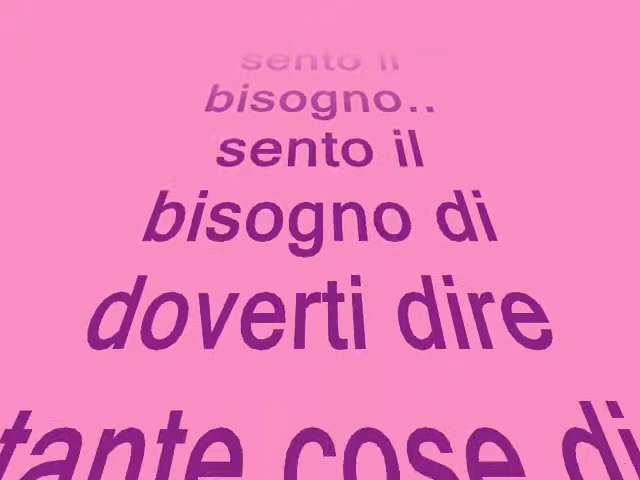 sento il
bisogno..
sento il
bisogno di
doverti dire
tante cose di